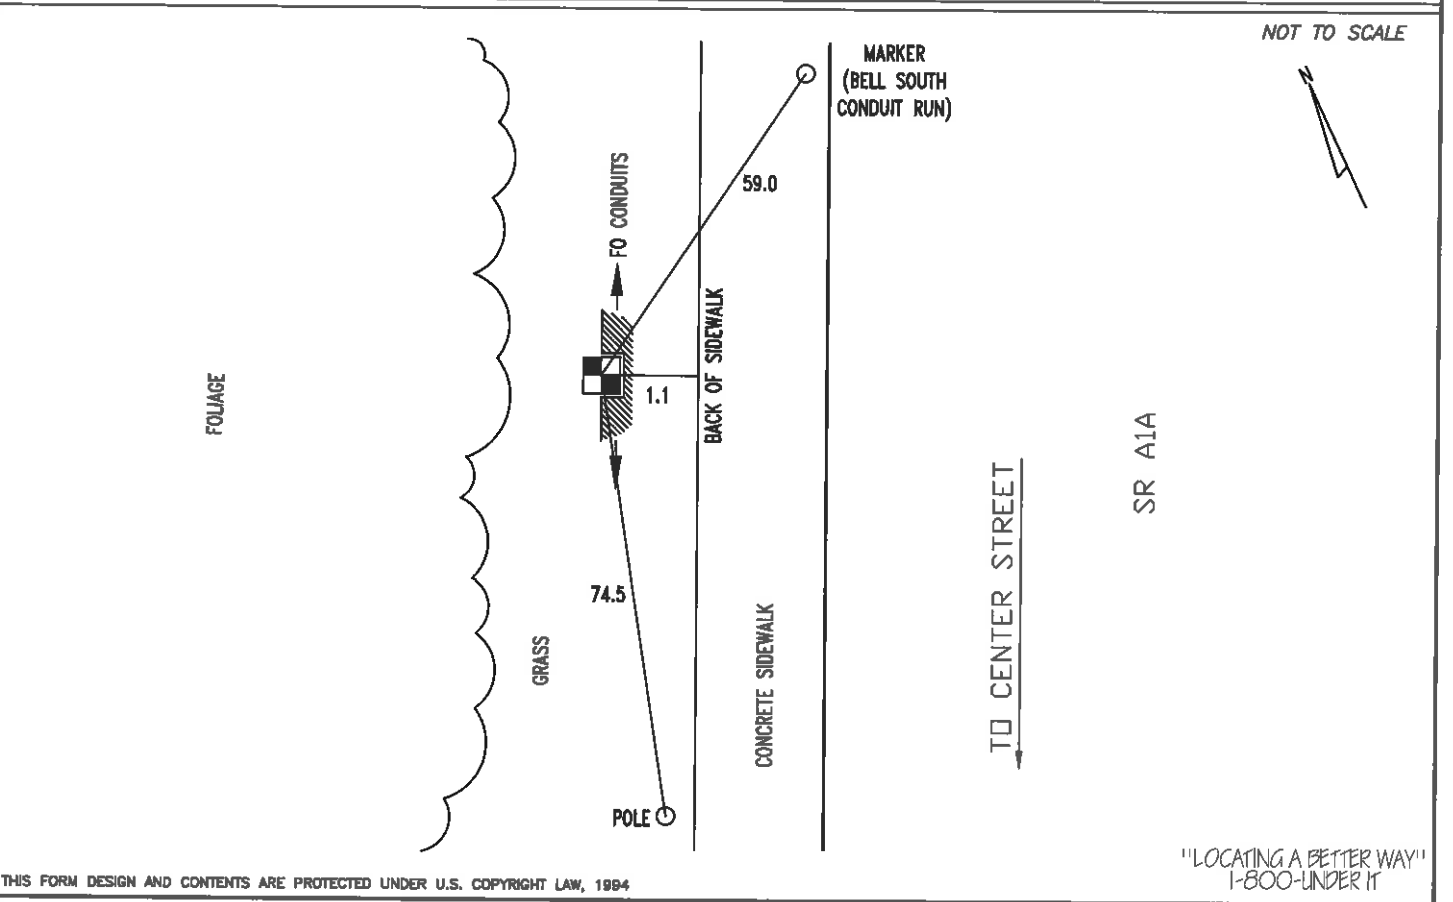 NOT TO SCALE
N
MARKER
(BELL SOUTH
CONDUIT RUN)
59.0
FO CONDUITS
BACK OF SIDEWALK
1.1
FOLIAGE
SR A1A
TO CENTER STREET
74.5
GRASS
CONCRETE SIDEWALK
POLE
"LOCATING A BETTER WAY"
1-800-UNDER IT
THIS FORM DESIGN AND CONTENTS ARE PROTECTED UNDER U.S. COPYRIGHT LAW, 1994